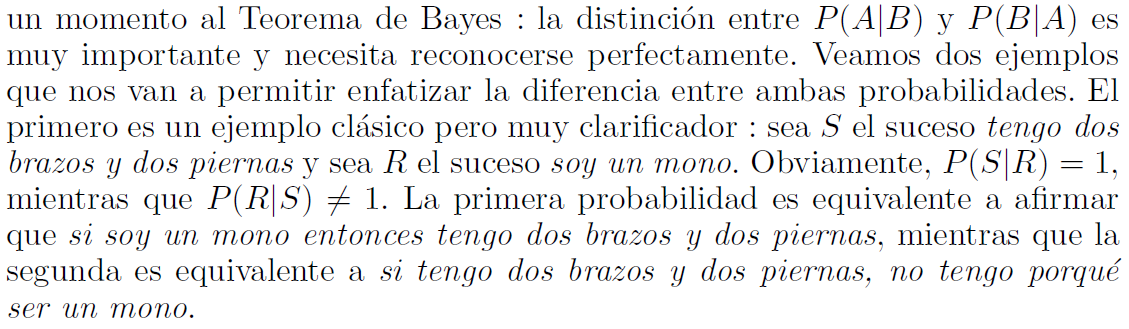 un momento al Teorema de Bayes : la distinción entre P(A|B) y P(B|A) es
muy importante y necesita reconocerse perfectamente. Veamos dos ejemplos
que nos van a permitir enfatizar la diferencia entre ambas probabilidades. El
primero es un ejemplo clásico pero muy clarificador : sea S el suceso tengo dos
brazos y dos piernas y sea R el suceso soy un mono. Obviamente, P(S|R) = 1,
mientras que P(R|S) ≠ 1. La primera probabilidad es equivalente a afirmar
que si soy un mono entonces tengo dos brazos y dos piernas, mientras que la
segunda es equivalente a si tengo dos brazos y dos piernas, no tengo porqué
ser un mono.